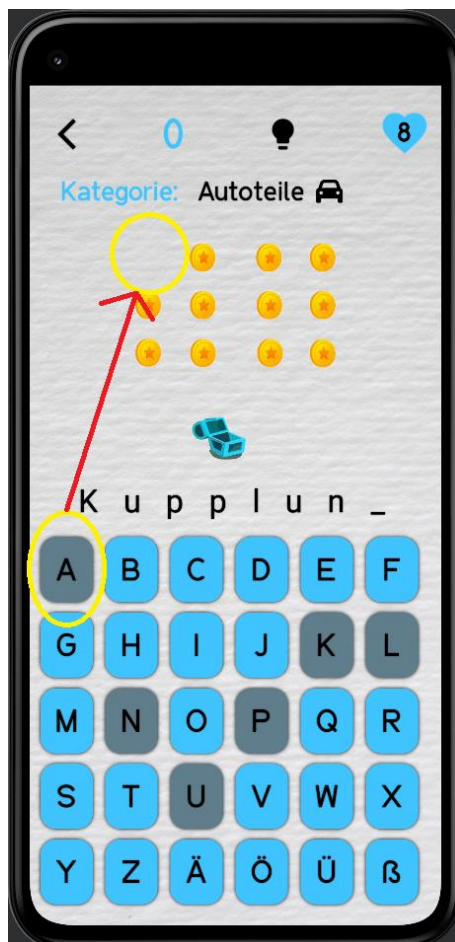 0 8
Kategorie: Autoteile
K u p p l u n _
A B C D E F
G H I J K L
M N O P Q R
S T U V W X
Y Z Ä Ö Ü ß